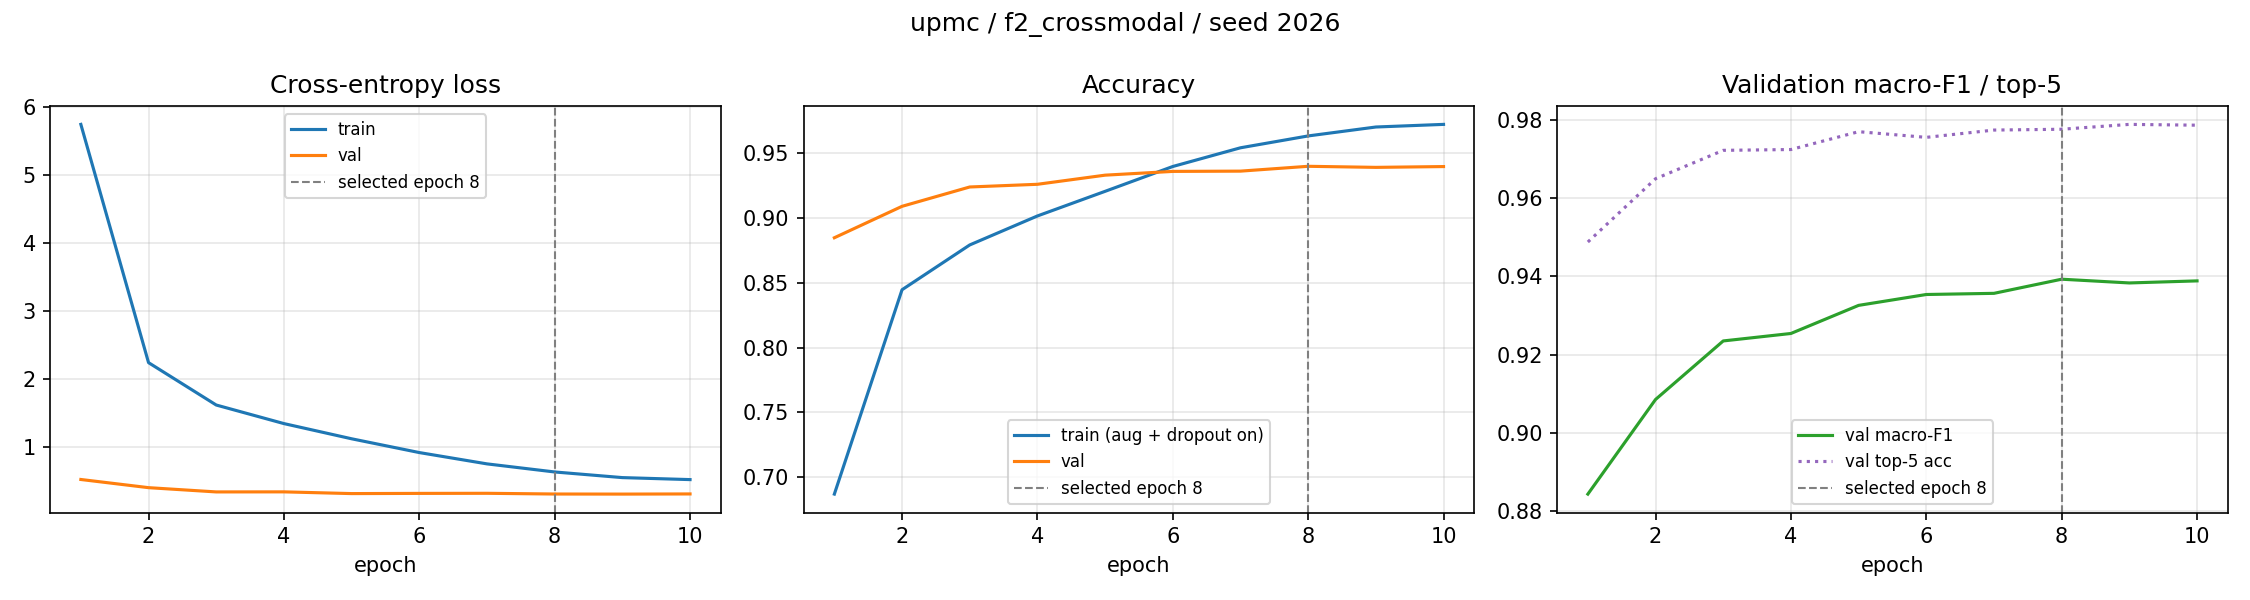 upmc / f2_crossmodal / seed 2026
Cross-entropy loss
6
5
4
3
2
1
train
val
selected epoch 8
2
4
6
8
10
epoch
Accuracy
0.95
0.90
0.85
0.80
0.75
0.70
train (aug + dropout on)
val
selected epoch 8
2
4
6
8
10
epoch
Validation macro-F1 / top-5
0.98
0.96
0.94
0.92
0.90
0.88
val macro-F1
val top-5 acc
selected epoch 8
2
4
6
8
10
epoch